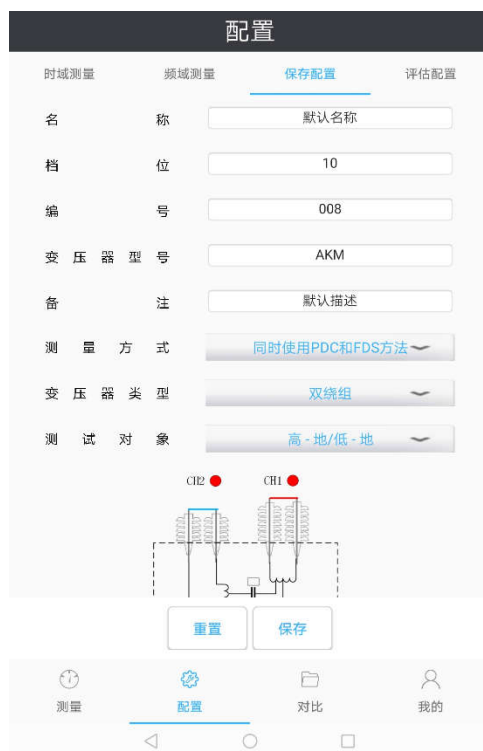 配置
时域测量 频域测量 保存配置 评估配置
名称 默认名称
档位 10
编号 008
变压器型号 AKM
备注 默认描述
测量方式 同时使用PDC和FDS方法
变压器类型 双绕组
测试对象 高 - 地/低 - 地
CH2 CH1
重置 保存
测量 配置 对比 我的